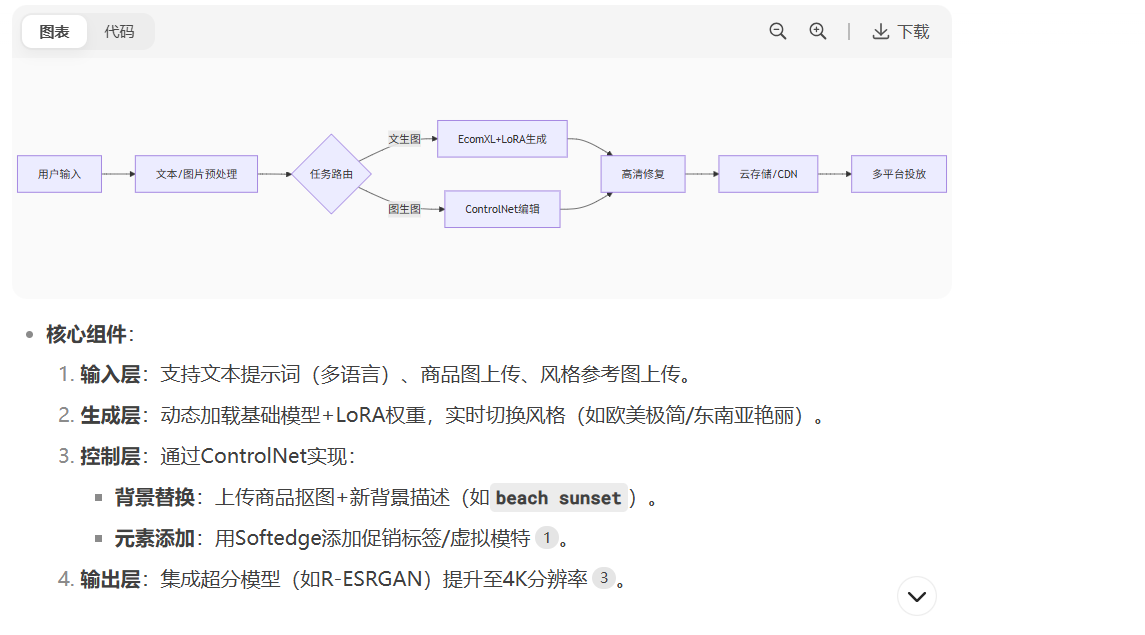 图表
代码
下载
用户输入
文本/图片预处理
任务路由
文生图
图生图
EcomXL+LoRA生成
ControlNet编辑
高清修复
云存储/CDN
多平台投放
核心组件：
1. 输入层：支持文本提示词（多语言）、商品图上传、风格参考图上传。
2. 生成层：动态加载基础模型+LoRA权重，实时切换风格（如欧美极简/东南亚艳丽）。
3. 控制层：通过ControlNet实现：
背景替换：上传商品抠图+新背景描述（如 beach sunset ）。
元素添加：用Softedge添加促销标签/虚拟模特 1 。
4. 输出层：集成超分模型（如R-ESRGAN）提升至4K分辨率 3 。